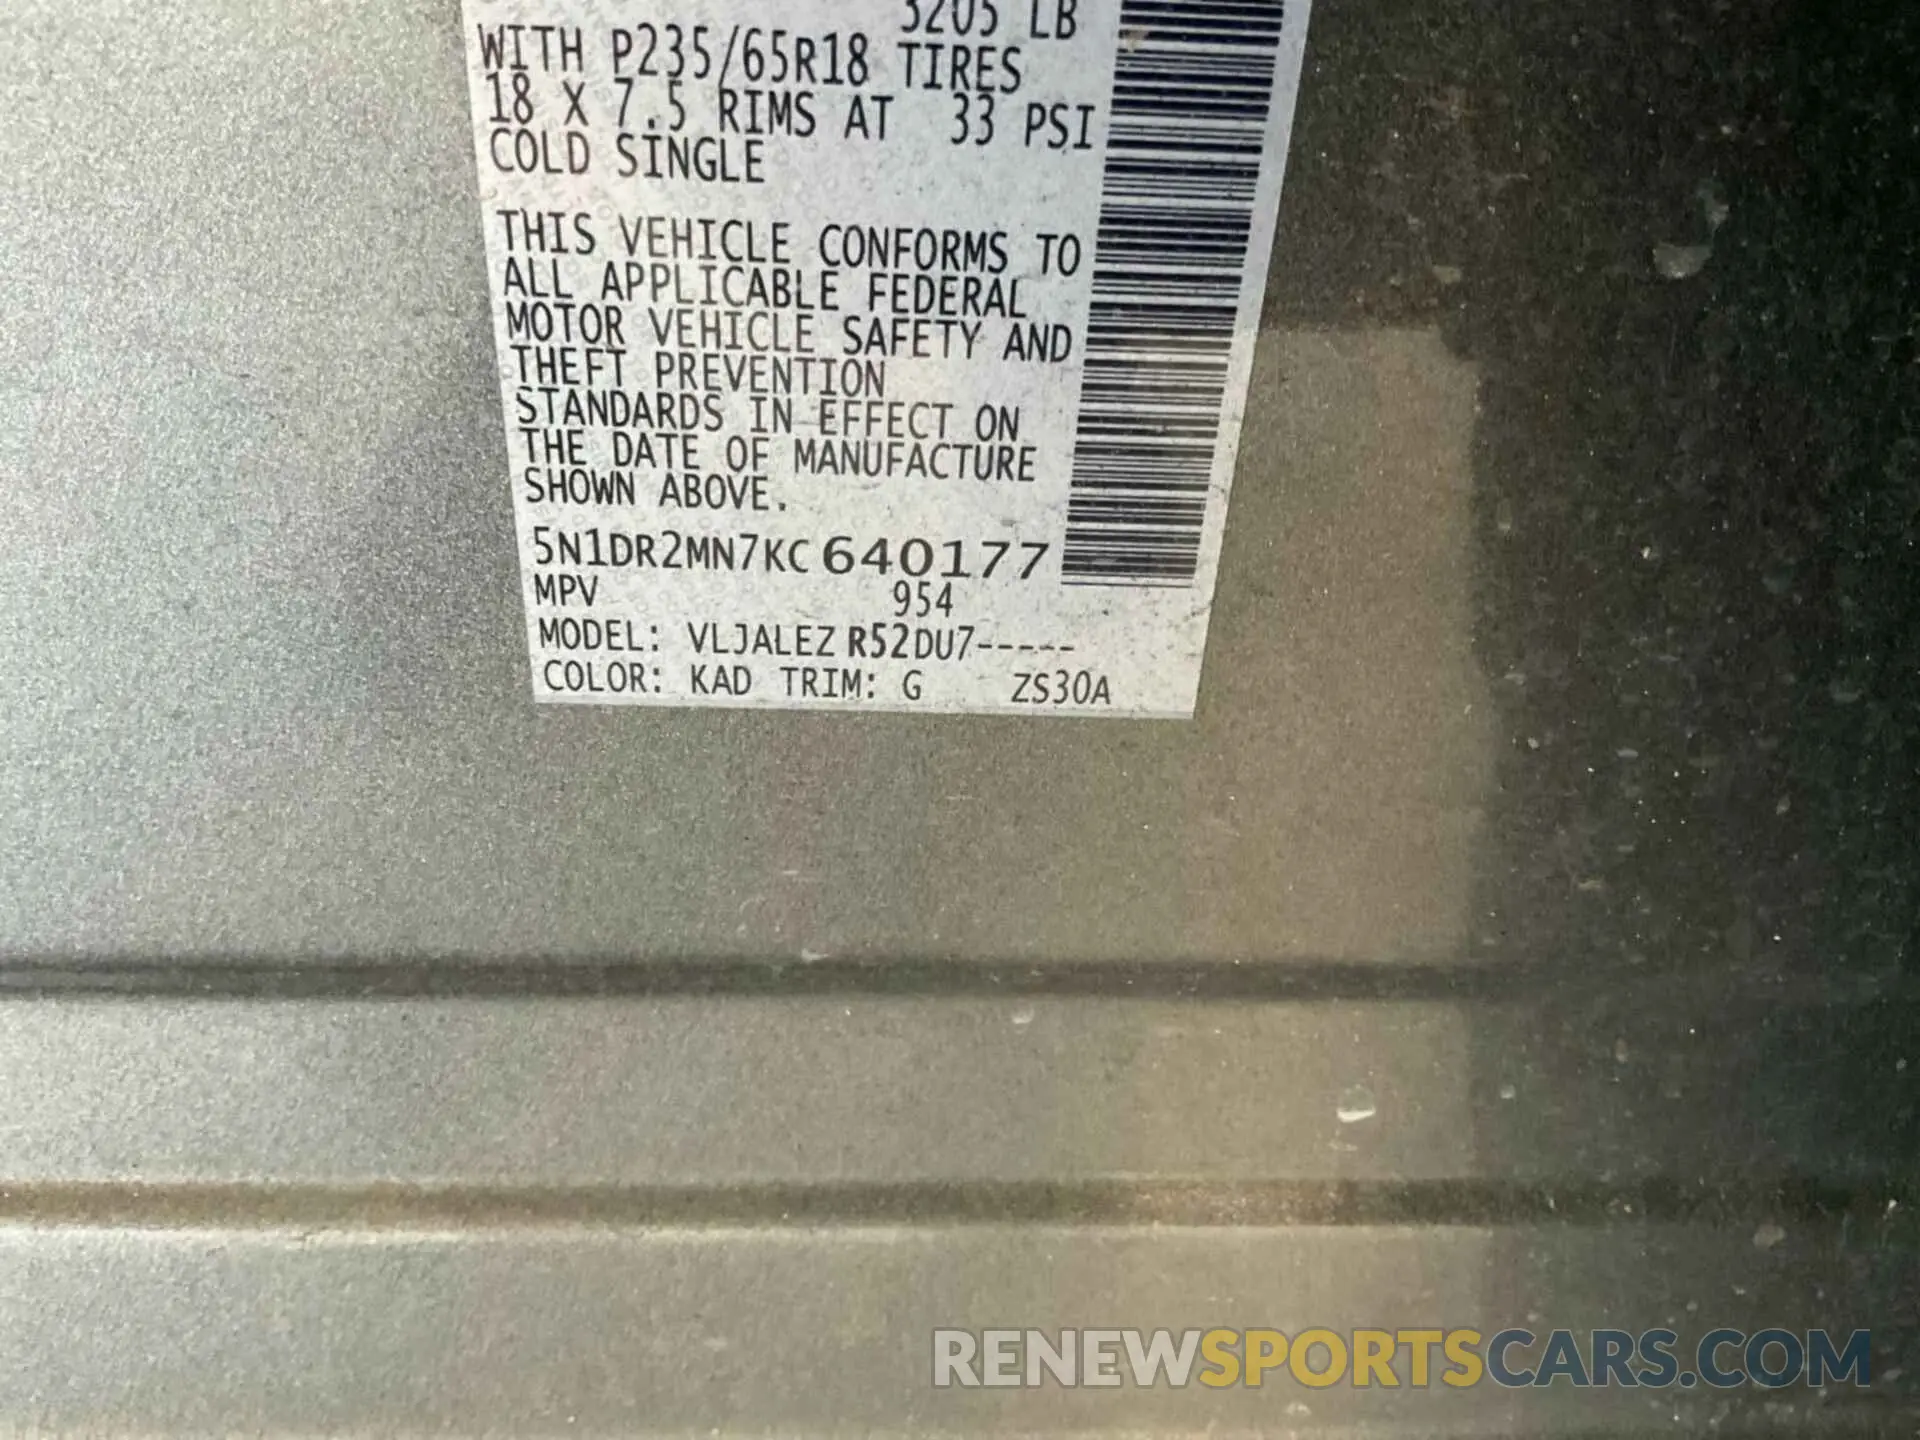 3205 LB
WITH P235/65R18 TIRES
18 X 7.5 RIMS AT 33 PSI
COLD SINGLE
THIS VEHICLE CONFORMS TO
ALL APPLICABLE FEDERAL
MOTOR VEHICLE SAFETY AND
THEFT PREVENTION
STANDARDS IN EFFECT ON
THE DATE OF MANUFACTURE
SHOWN ABOVE.
5N1DR2MN7KC640177
MPV 954
MODEL: VLJALEZ R52DU7-----
COLOR: KAD TRIM: G ZS30A
RENEWSPORTSCARS.COM